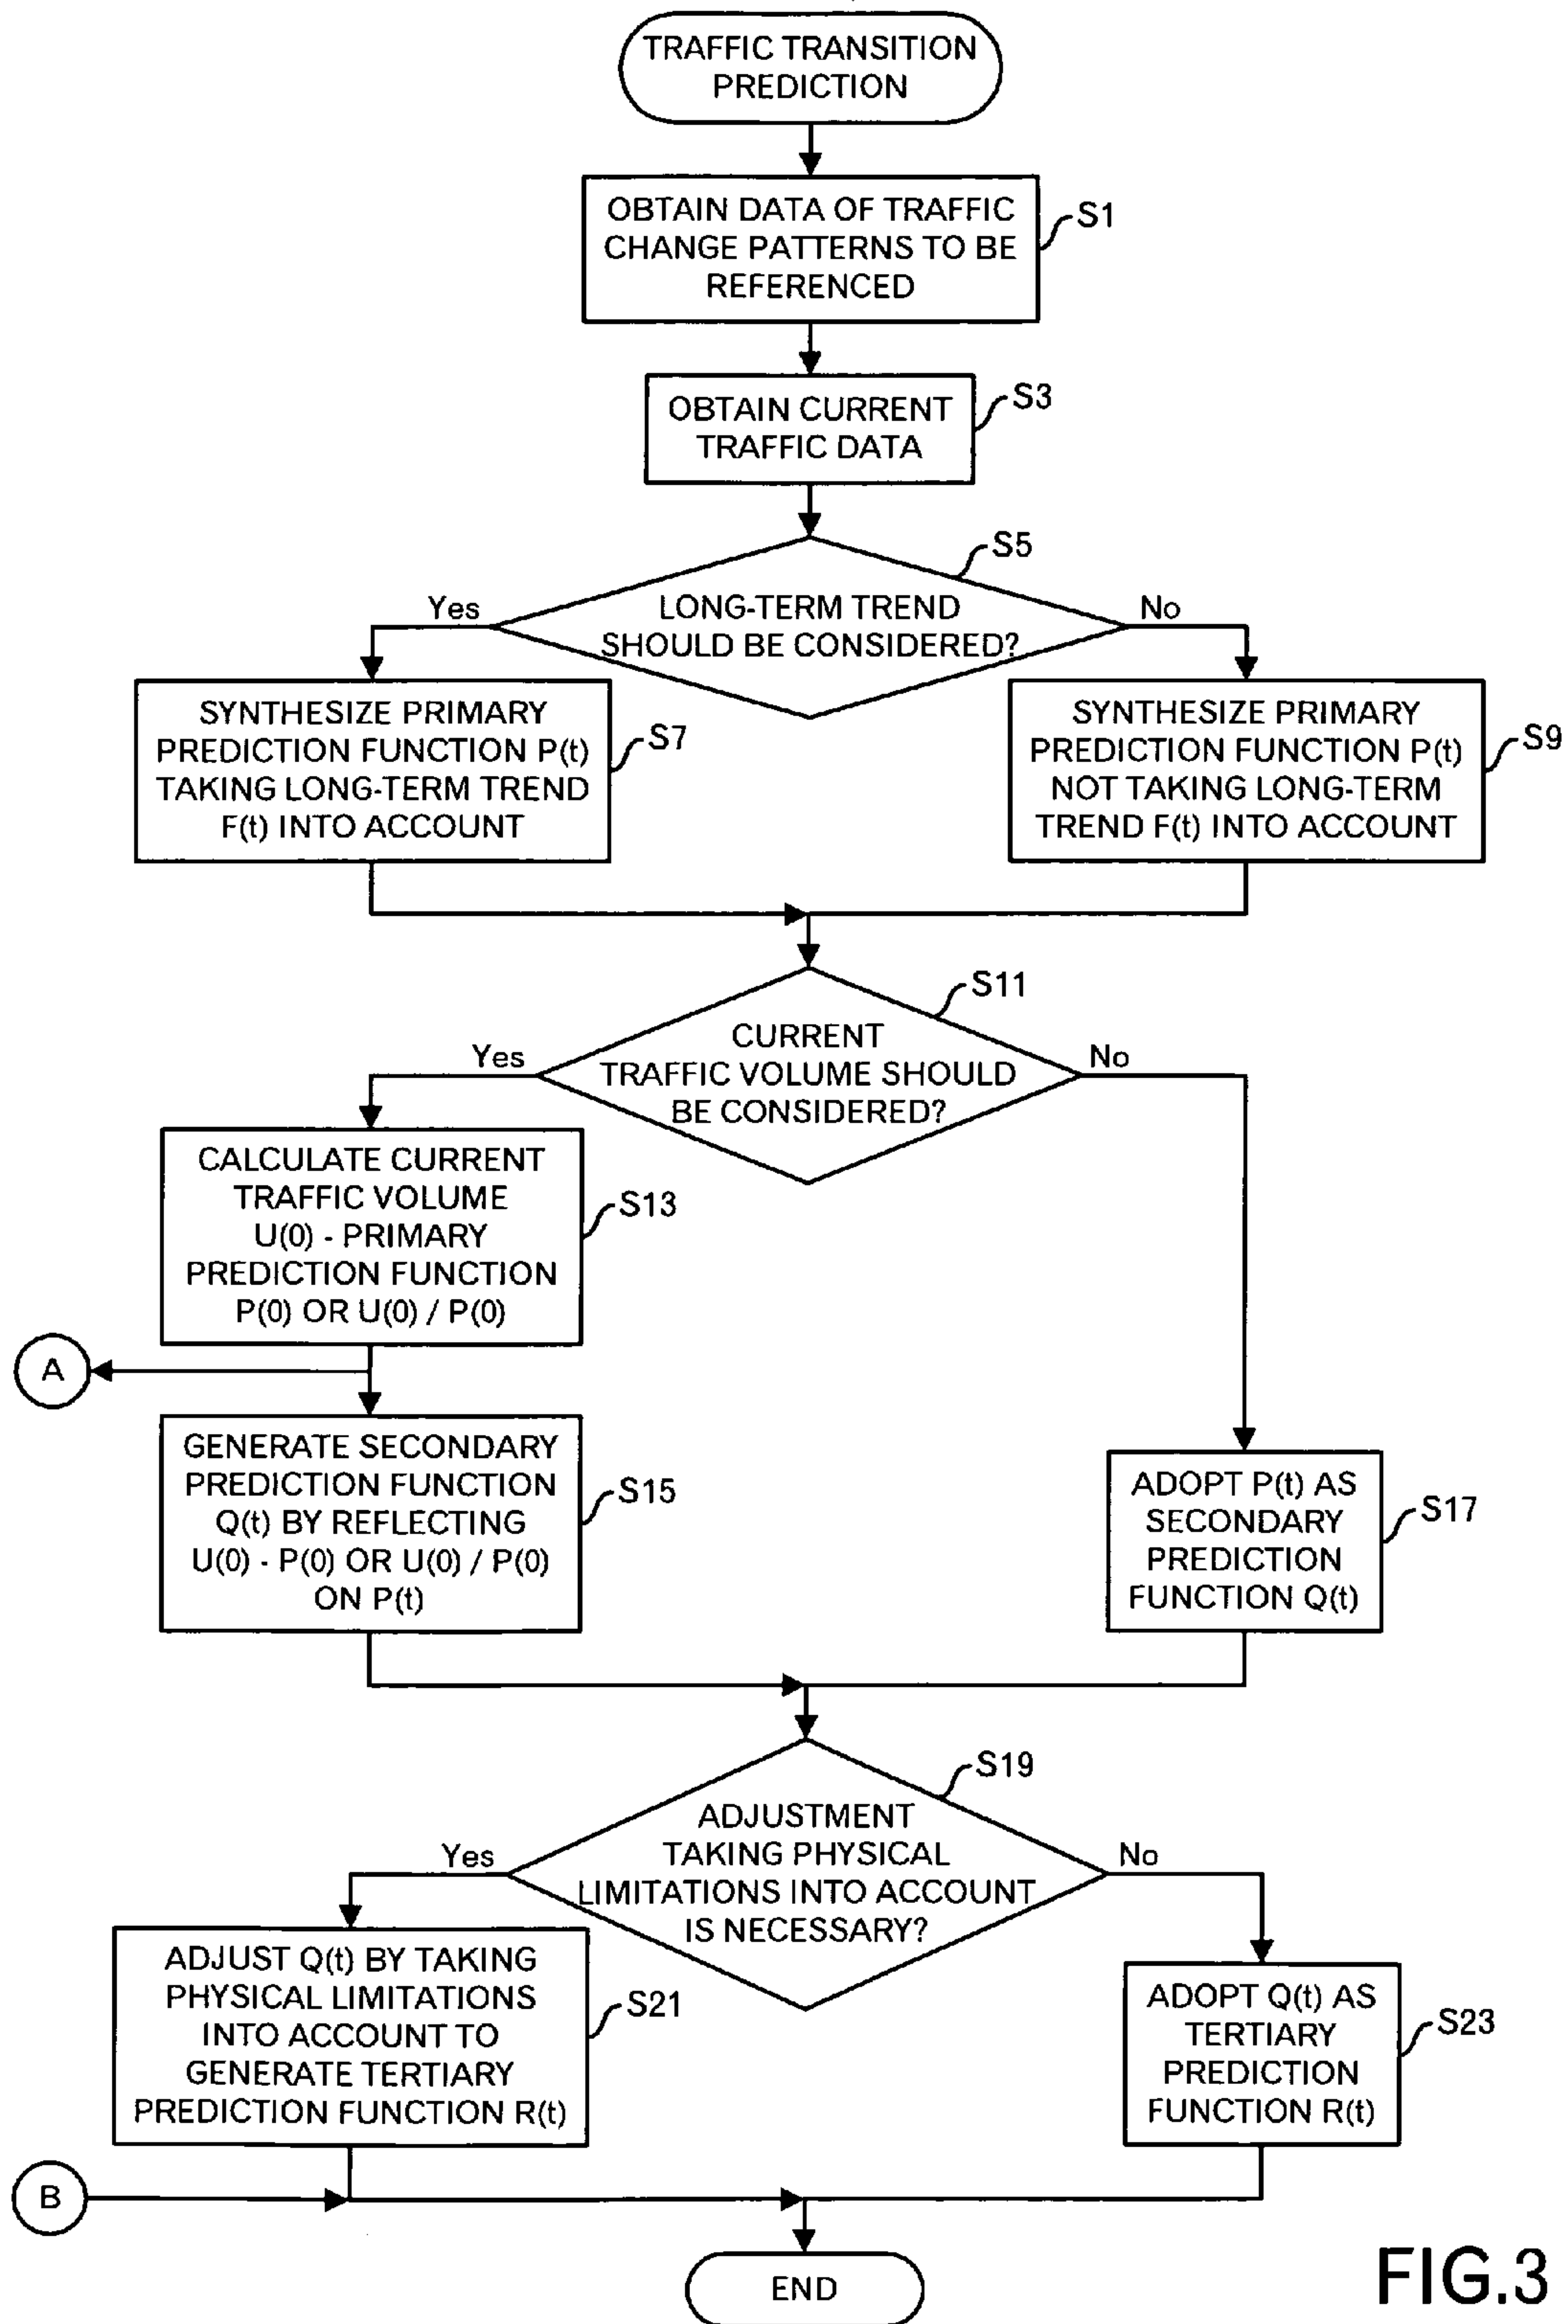 TRAFFIC TRANSITION
PREDICTION
OBTAIN DATA OF TRAFFIC
CHANGE PATTERNS TO BE
REFERENCED
S1
OBTAIN CURRENT
TRAFFIC DATA
S3
S5
LONG-TERM TREND
SHOULD BE CONSIDERED?
Yes
No
SYNTHESIZE PRIMARY
PREDICTION FUNCTION P(t)
TAKING LONG-TERM TREND
F(t) INTO ACCOUNT
S7
SYNTHESIZE PRIMARY
PREDICTION FUNCTION P(t)
NOT TAKING LONG-TERM
TREND F(t) INTO ACCOUNT
S9
S11
CURRENT
TRAFFIC VOLUME SHOULD
BE CONSIDERED?
Yes
No
CALCULATE CURRENT
TRAFFIC VOLUME
U(0) - PRIMARY
PREDICTION FUNCTION
P(0) OR U(0) / P(0)
S13
A
GENERATE SECONDARY
PREDICTION FUNCTION
Q(t) BY REFLECTING
U(0) - P(0) OR U(0) / P(0)
ON P(t)
S15
ADOPT P(t) AS
SECONDARY
PREDICTION
FUNCTION Q(t)
S17
S19
ADJUSTMENT
TAKING PHYSICAL
LIMITATIONS INTO ACCOUNT
IS NECESSARY?
Yes
No
ADJUST Q(t) BY TAKING
PHYSICAL LIMITATIONS
INTO ACCOUNT TO
GENERATE TERTIARY
PREDICTION FUNCTION R(t)
S21
ADOPT Q(t) AS
TERTIARY
PREDICTION
FUNCTION R(t)
S23
B
END
FIG.3